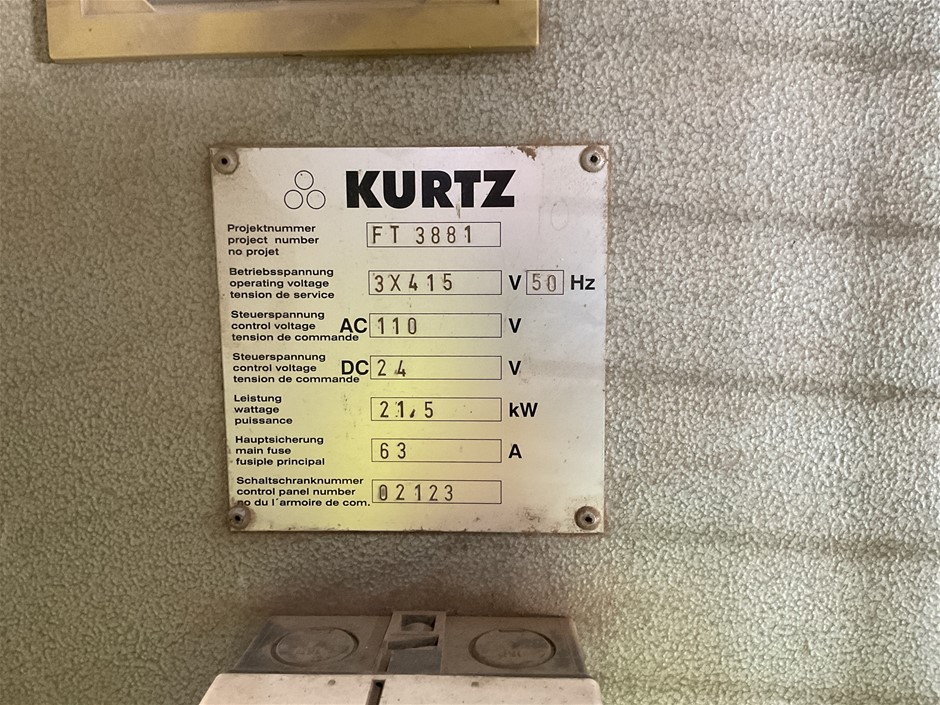 KURTZ
Projektnummer
project number FT 3881
no projet
Betriebsspannung
operating voltage 3X415 V 50 Hz
tension de service
Steuerspannung
control voltage AC 110 V
tension de commande
Steuerspannung
control voltage DC 24 V
tension de commande
Leistung
wattage 21,5 kW
puissance
Hauptsicherung
main fuse 63 A
fusiple principal
Schaltschranknummer
control panel number 02123
no du l´armoire de com.